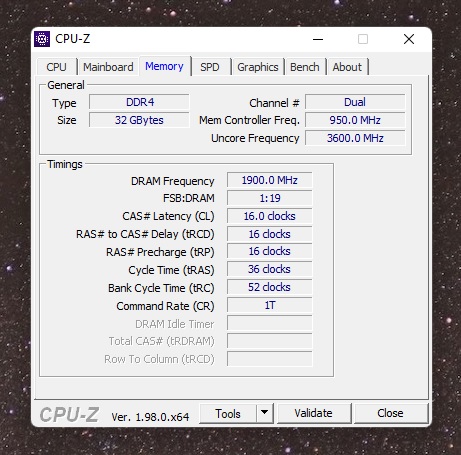 CPU-Z
CPU Mainboard Memory SPD Graphics Bench About
General
Type DDR4 Channel # Dual
Size 32 GBytes Mem Controller Freq. 950.0 MHz
Uncore Frequency 3600.0 MHz
Timings
DRAM Frequency 1900.0 MHz
FSB:DRAM 1:19
CAS# Latency (CL) 16.0 clocks
RAS# to CAS# Delay (tRCD) 16 clocks
RAS# Precharge (tRP) 16 clocks
Cycle Time (tRAS) 36 clocks
Bank Cycle Time (tRC) 52 clocks
Command Rate (CR) 1T
DRAM Idle Timer
Total CAS# (tRDRAM)
Row To Column (tRCD)
CPU-Z Ver. 1.98.0.x64 Tools Validate Close